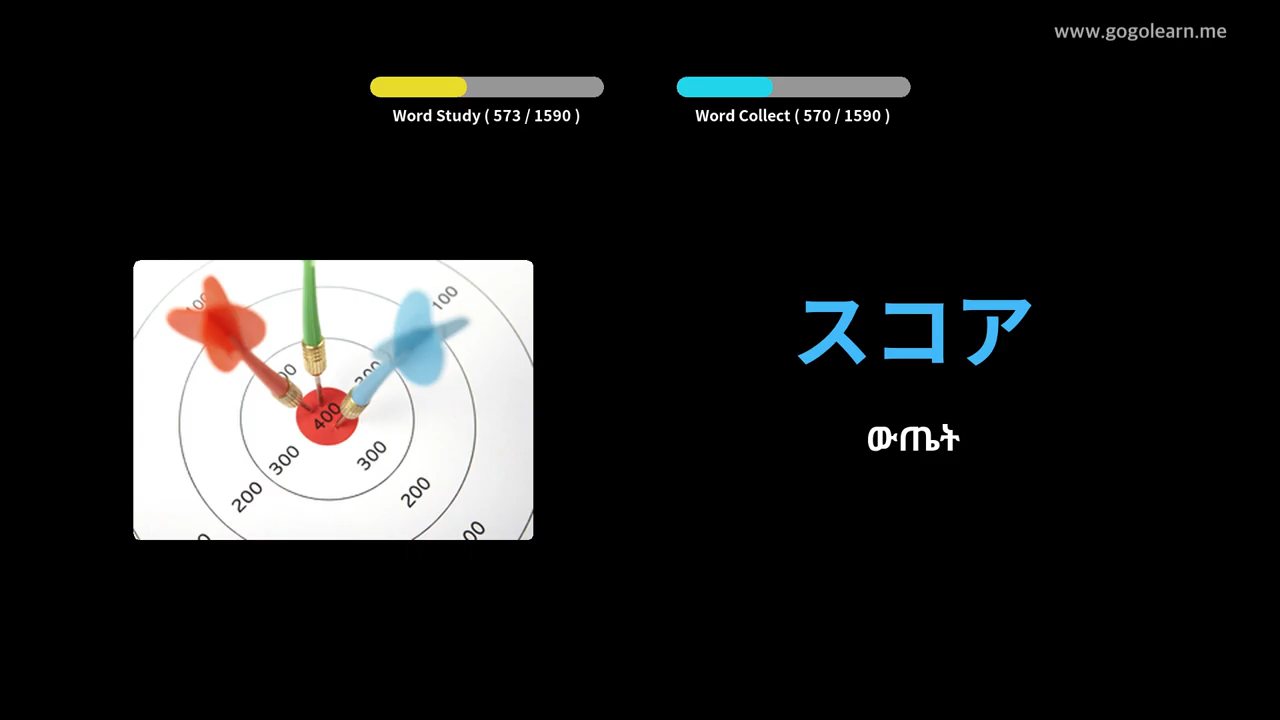 www.gogolearn.me
Word Study ( 573 / 1590 )
Word Collect ( 570 / 1590 )
スコア
ውጤት
100
100
200
400
300
300
200
200